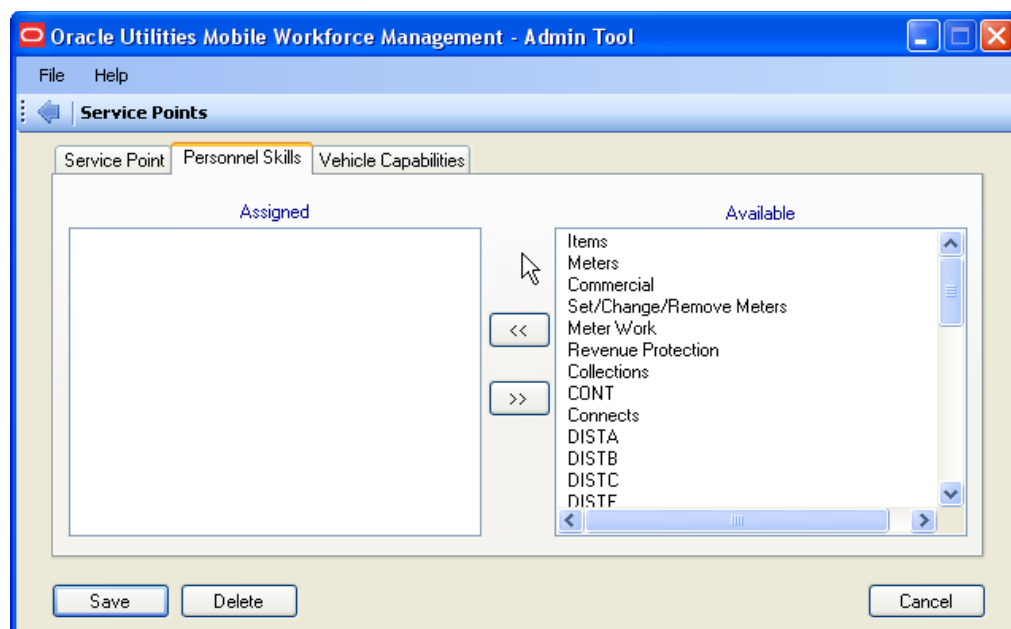 Oracle Utilities Mobile Workforce Management - Admin Tool
File Help
Service Points
Service Point Personnel Skills Vehicle Capabilities
Assigned Available
Items
Meters
Commercial
Set/Change/Remove Meters
<< Meter Work
Revenue Protection
Collections
>> CONT
Connects
DISTA
DISTB
DISTC
DISTE
Save Delete Cancel